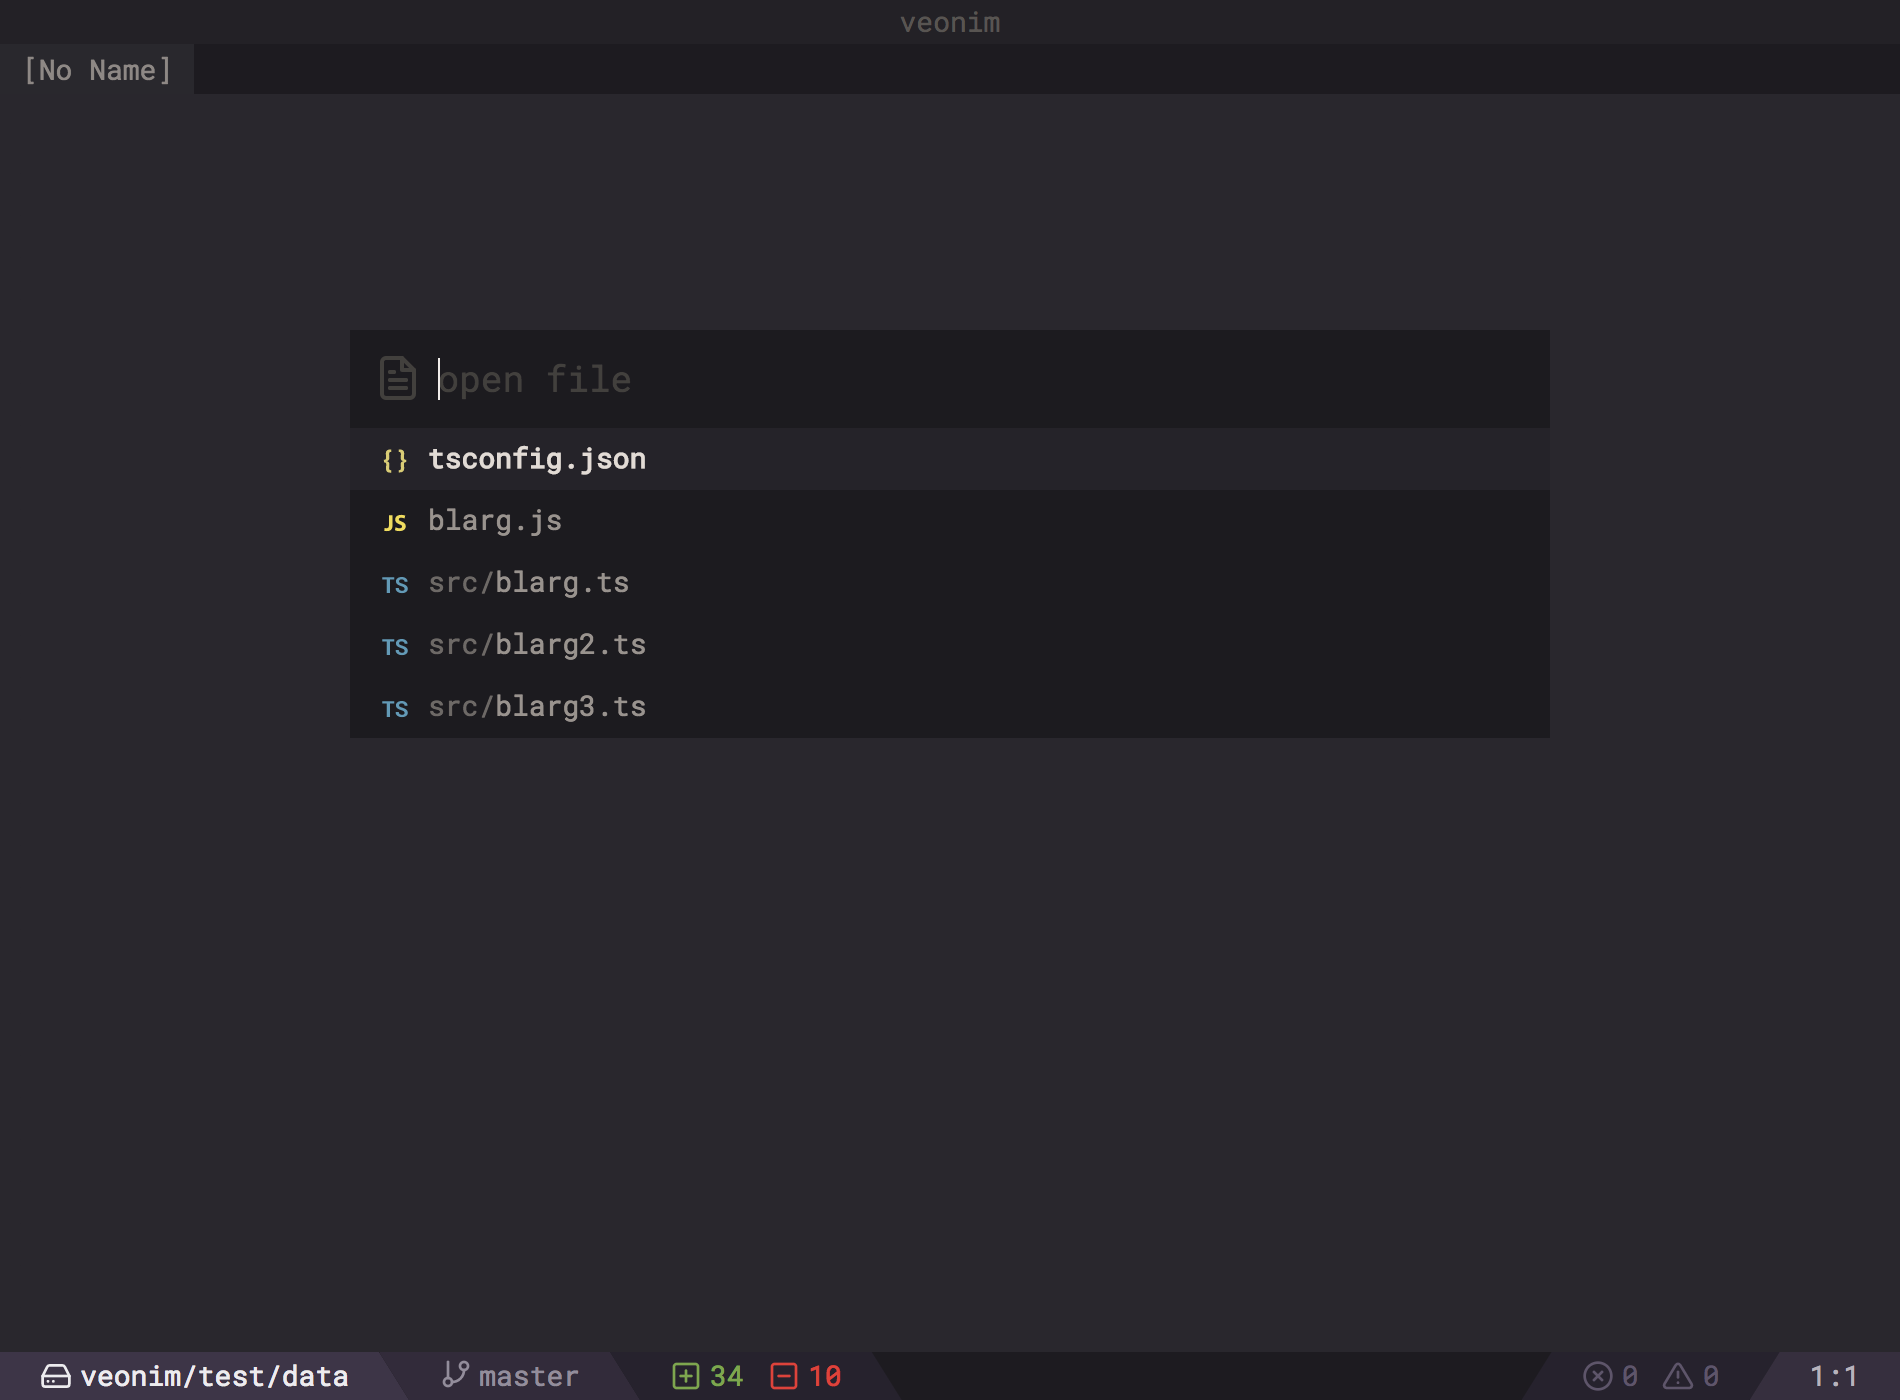 veonim
[No Name]
open file
{} tsconfig.json
JS blarg.js
TS src/blarg.ts
TS src/blarg2.ts
TS src/blarg3.ts
veonim/test/data master 34 10 0 0 1:1